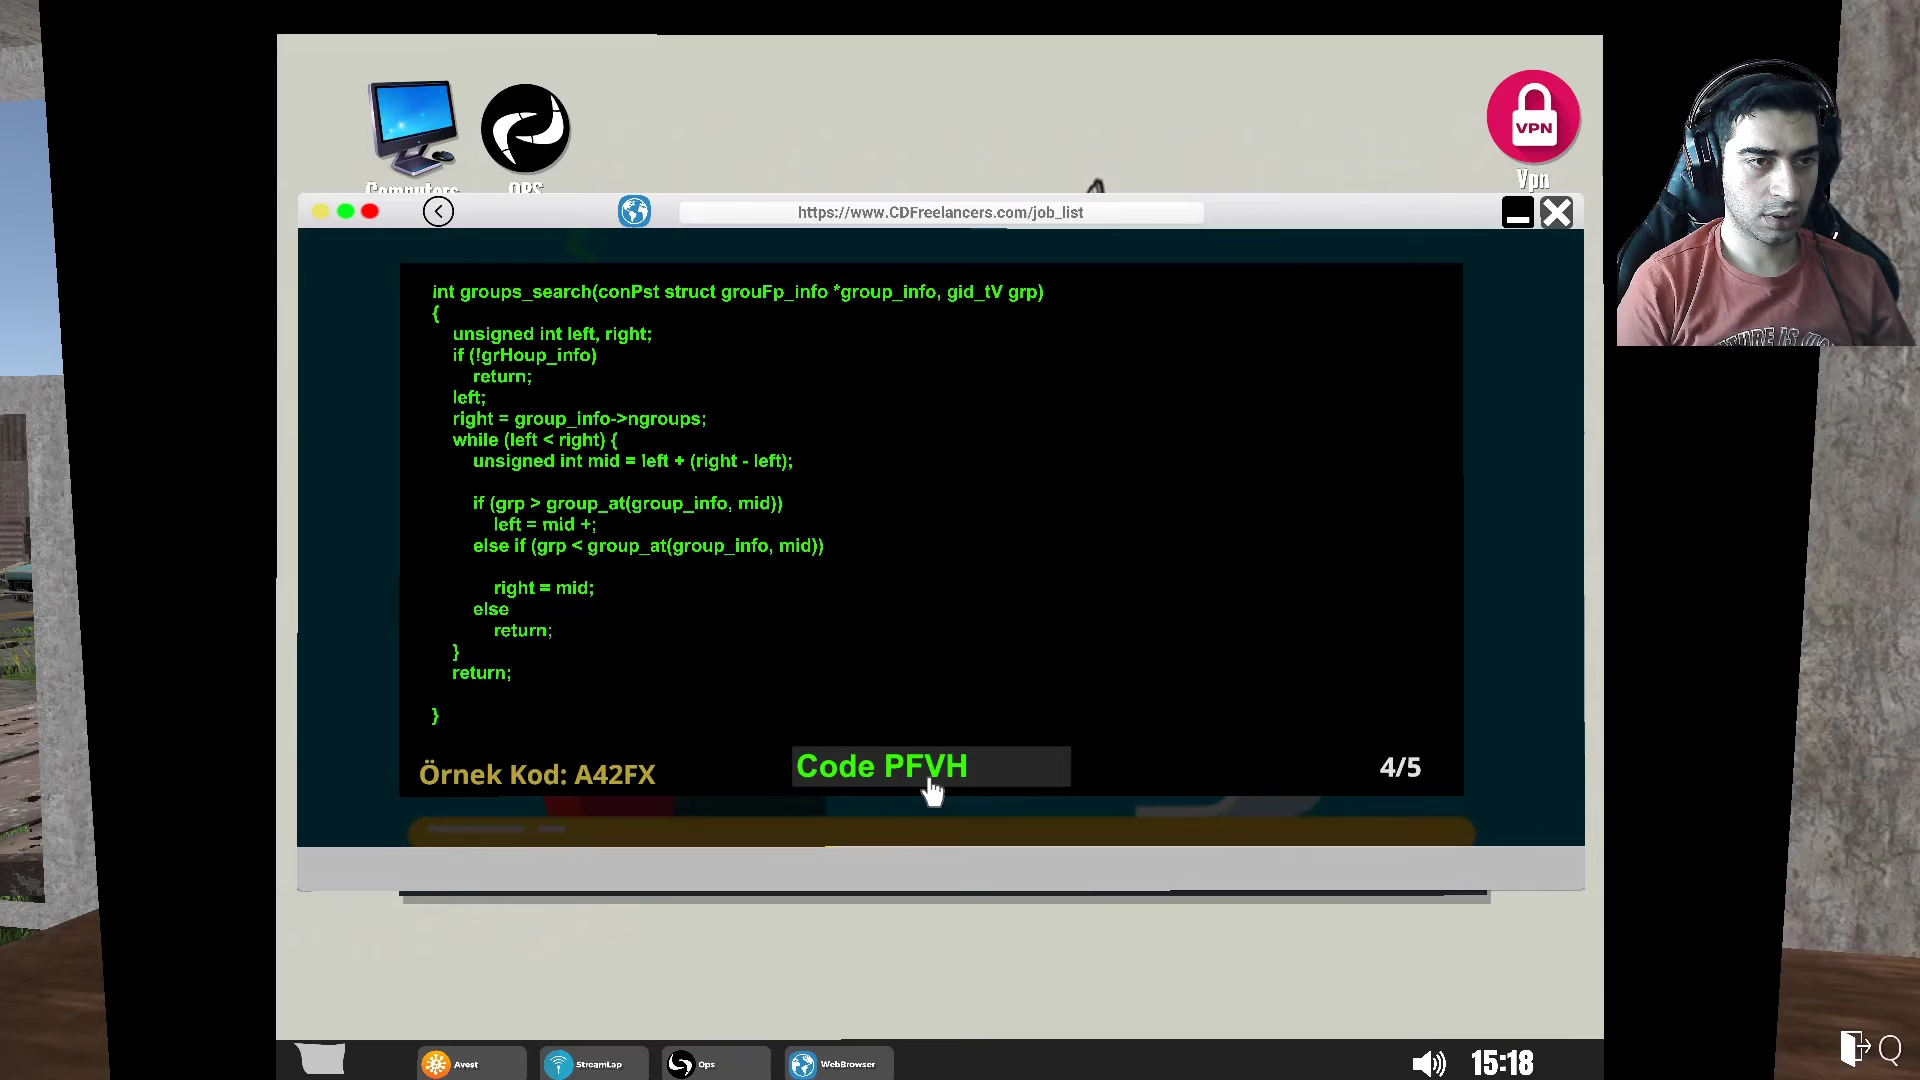 VPN
Computers
OPS
Vpn
https://www.CDFreelancers.com/job_list
int groups_search(conPst struct grouFp_info *group_info, gid_tV grp)
{
unsigned int left, right;
if (!grHoup_info)
return;
left;
right = group_info->ngroups;
while (left < right) {
unsigned int mid = left + (right - left);
if (grp > group_at(group_info, mid))
left = mid +;
else if (grp < group_at(group_info, mid))
right = mid;
else
return;
}
return;
}
Örnek Kod: A42FX
Code PFVH
4/5
Avest
StreamLap
Ops
WebBrowser
15:18
Q